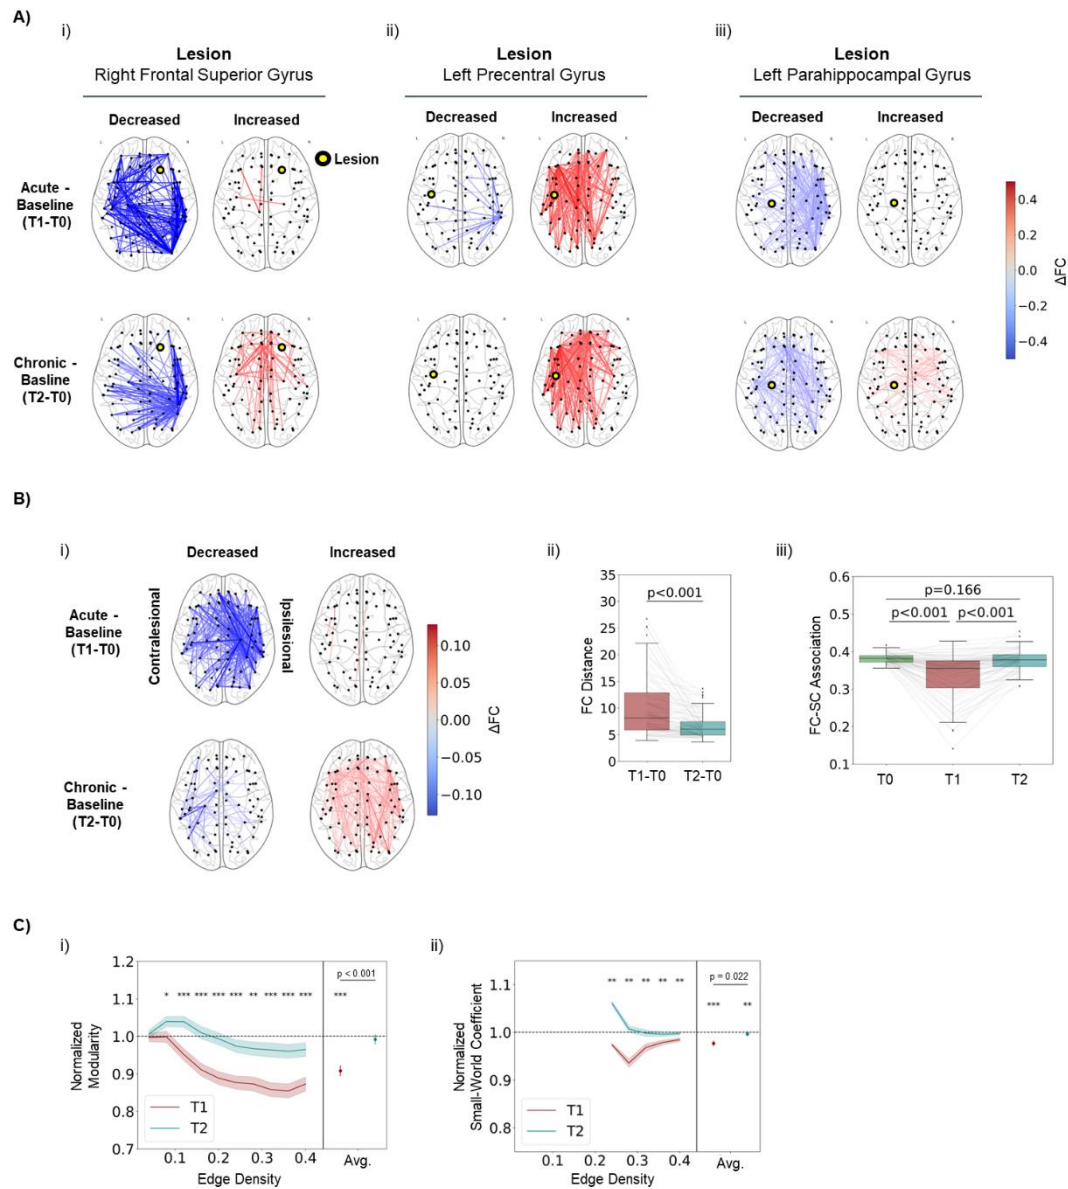 A)
i)
ii)
iii)
Lesion
Right Frontal Superior Gyrus
Lesion
Left Precentral Gyrus
Lesion
Left Parahippocampal Gyrus
Decreased
Increased
Decreased
Increased
Decreased
Increased
L
R
L
R
L
R
L
R
L
R
L
R
Lesion
Acute -
Baseline
(T1-T0)
0.4
0.2
0.0
−0.2
−0.4
ΔFC
L
R
L
R
L
R
L
R
L
R
L
R
Chronic -
Basline
(T2-T0)
B)
i)
Decreased
Increased
Contralesional
Ipsilesional
Acute -
Baseline
(T1-T0)
Chronic -
Baseline
(T2-T0)
0.10
0.05
0.00
−0.05
−0.10
ΔFC
ii)
35
30
25
20
15
10
5
0
FC Distance
p<0.001
T1-T0
T2-T0
iii)
0.6
0.5
0.4
0.3
0.2
0.1
FC-SC Association
p=0.166
p<0.001
p<0.001
T0
T1
T2
C)
i)
1.2
1.1
1.0
0.9
0.8
0.7
Normalized
Modularity
* *** *** *** *** ** *** *** ***
p < 0.001
***
T1
T2
0.1
0.2
0.3
0.4
Avg.
Edge Density
ii)
1.1
1.0
0.9
0.8
Normalized
Small-World Coefficient
** ** ** ** **
p = 0.022
***
**
T1
T2
0.1
0.2
0.3
0.4
Avg.
Edge Density